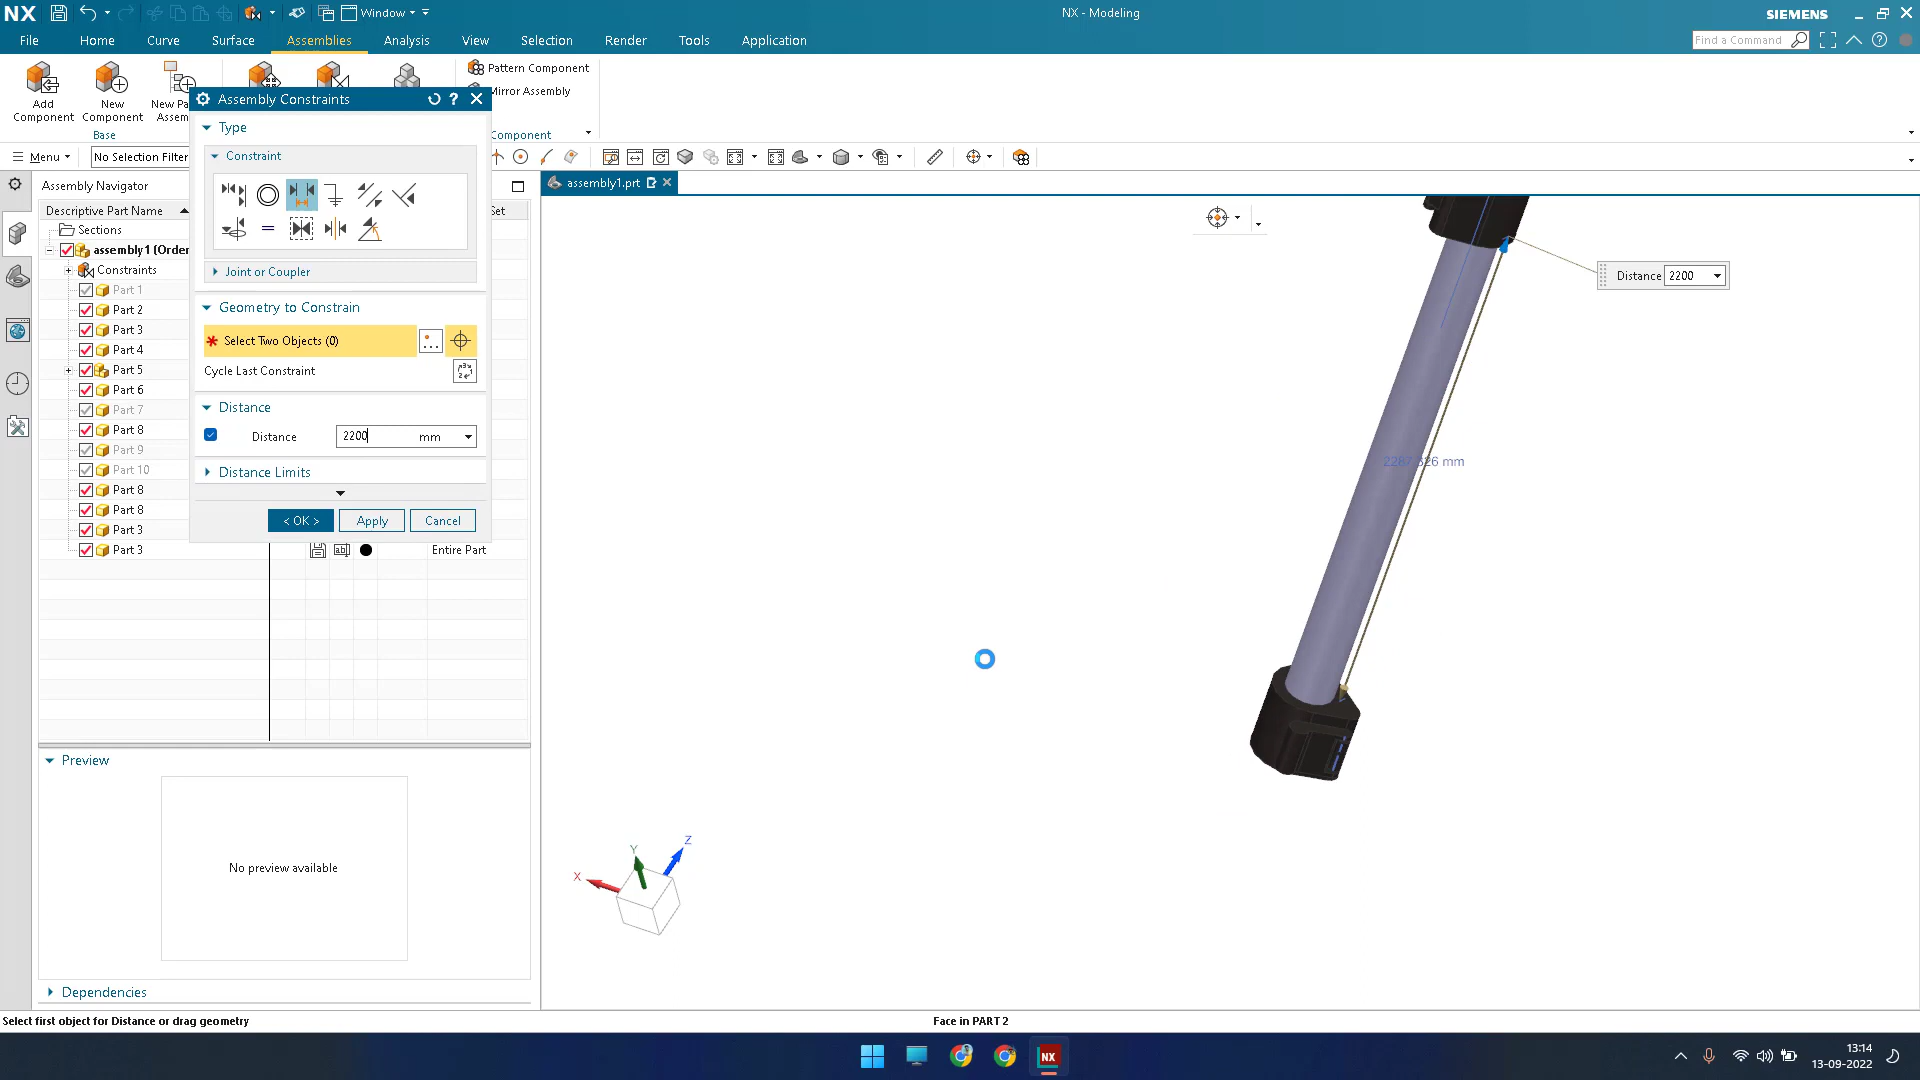 NX
Window
NX - Modeling
SIEMENS
File Home Curve Surface Assemblies Analysis View Selection Render Tools Application
Find a Command
Add
Component
New
Component
New Pa
Assem
Pattern Component
Mirror Assembly
Base
Component
Assembly Constraints
?
Type
Constraint
Joint or Coupler
Geometry to Constrain
* Select Two Objects (0)
Cycle Last Constraint
Distance
Distance 2200 mm
Distance Limits
< OK > Apply Cancel
Menu No Selection Filter
Assembly Navigator
assembly1.prt
Descriptive Part Name
Set
Sections
assembly1 (Order
Constraints
Part 1
Part 2
Part 3
Part 4
Part 5
Part 6
Part 7
Part 8
Part 9
Part 10
Part 8
Part 8
Part 3
Part 3 Entire Part
Distance 2200
X
Y
Z
Preview
No preview available
Dependencies
Select first object for Distance or drag geometry
Face in PART 2
NX
13:14
13-09-2022